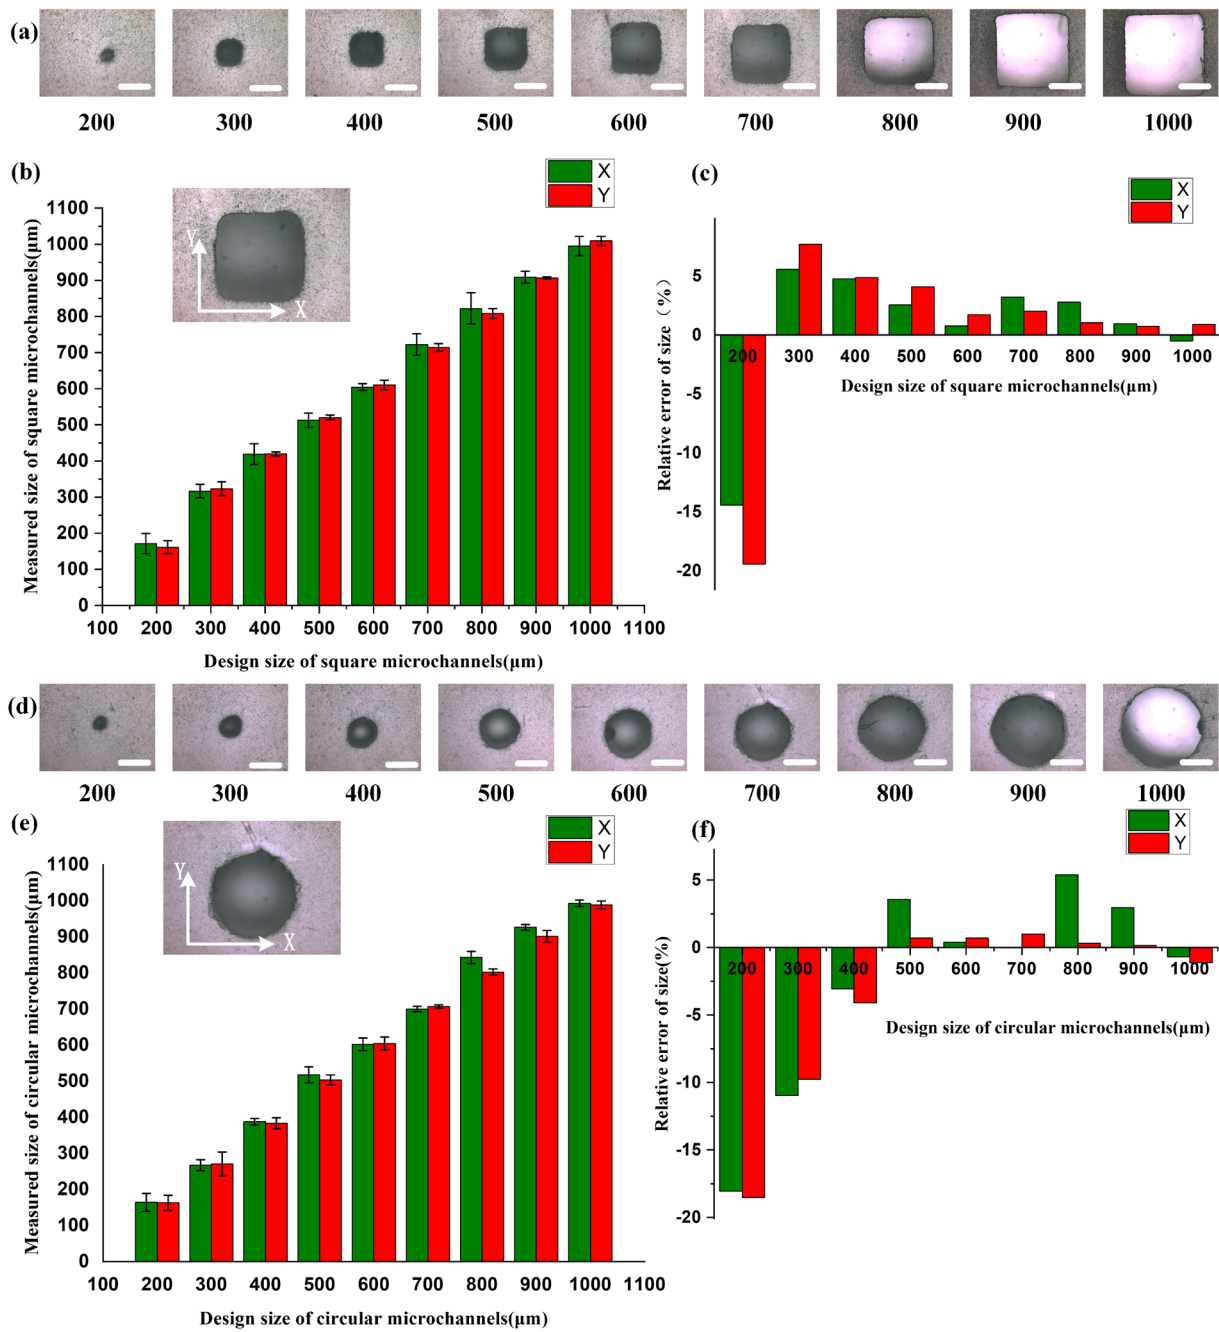 (a)
200 300 400 500 600 700 800 900 1000
(b)
X
Y
Measured size of square microchannels(μm)
1100
1000
900
800
700
600
500
400
300
200
100
0
Y
X
100 200 300 400 500 600 700 800 900 1000 1100
Design size of square microchannels(μm)
(c)
X
Y
Relative error of size（%）
5
0
-5
-10
-15
-20
200 300 400 500 600 700 800 900 1000
Design size of square microchannels(μm)
(d)
200 300 400 500 600 700 800 900 1000
(e)
X
Y
Measured size of circular microchannels(μm)
1100
1000
900
800
700
600
500
400
300
200
100
0
Y
X
100 200 300 400 500 600 700 800 900 1000 1100
Design size of circular microchannels(μm)
(f)
X
Y
Relative error of size(%)
5
0
-5
-10
-15
-20
200 300 400 500 600 700 800 900 1000
Design size of circular microchannels(μm)